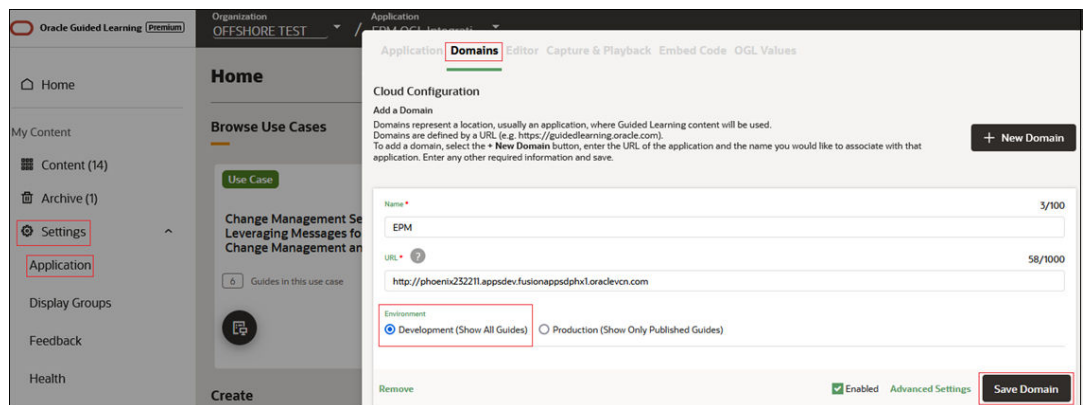 Oracle Guided Learning Premium
Organization
OFFSHORE TEST
/
Application
EPM OGL Integrati
Home
My Content
Content (14)
Archive (1)
Settings
Application
Display Groups
Feedback
Health
Home
Browse Use Cases
Use Case
Change Management Se
Leveraging Messages fo
Change Management an
6 Guides in this use case
Create
Application Domains Editor Capture & Playback Embed Code OGL Values
Cloud Configuration
Add a Domain
Domains represent a location, usually an application, where Guided Learning content will be used.
Domains are defined by a URL (e.g. https://guidedlearning.oracle.com).
To add a domain, select the + New Domain button, enter the URL of the application and the name you would like to associate with that
application. Enter any other required information and save.
+ New Domain
Name * 3/100
EPM
URL * ? 58/1000
http://phoenix232211.appsdev.fusionappsdphx1.oraclevcn.com
Environment
Development (Show All Guides) Production (Show Only Published Guides)
Remove Enabled Advanced Settings Save Domain